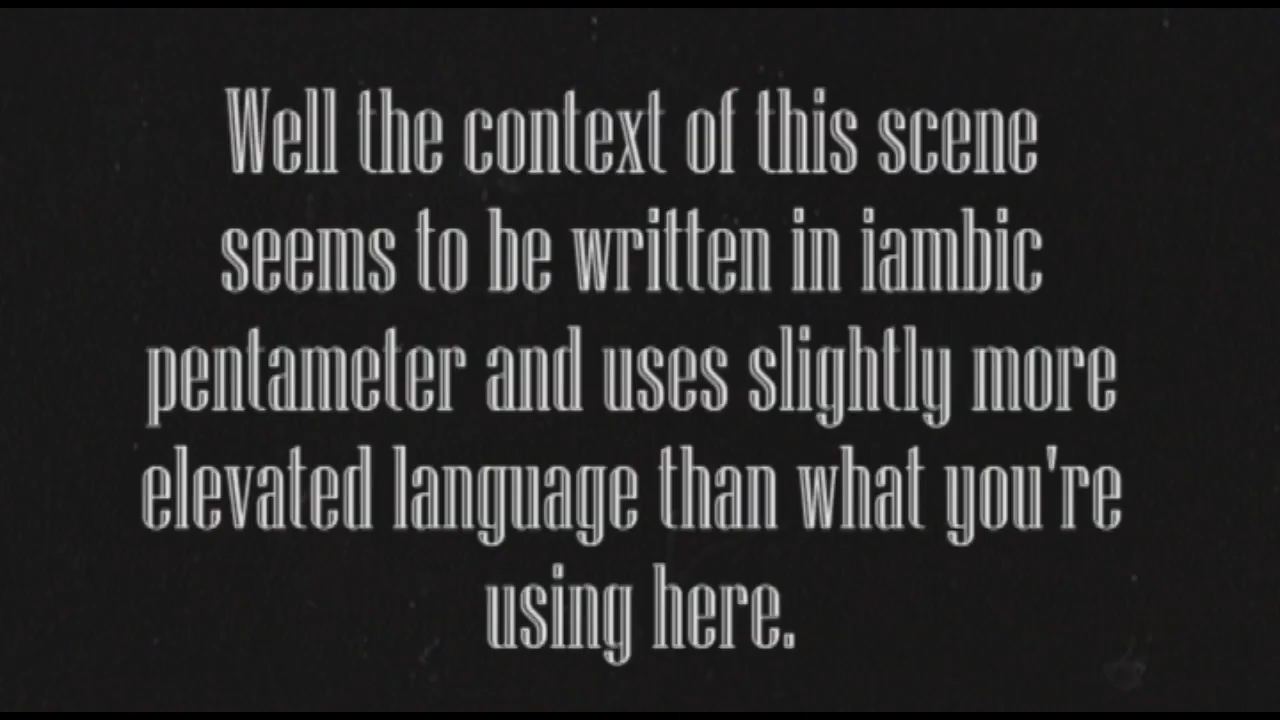 Well the context of this scene
seems to be written in iambic
pentameter and uses slightly more
elevated language than what you're
using here.